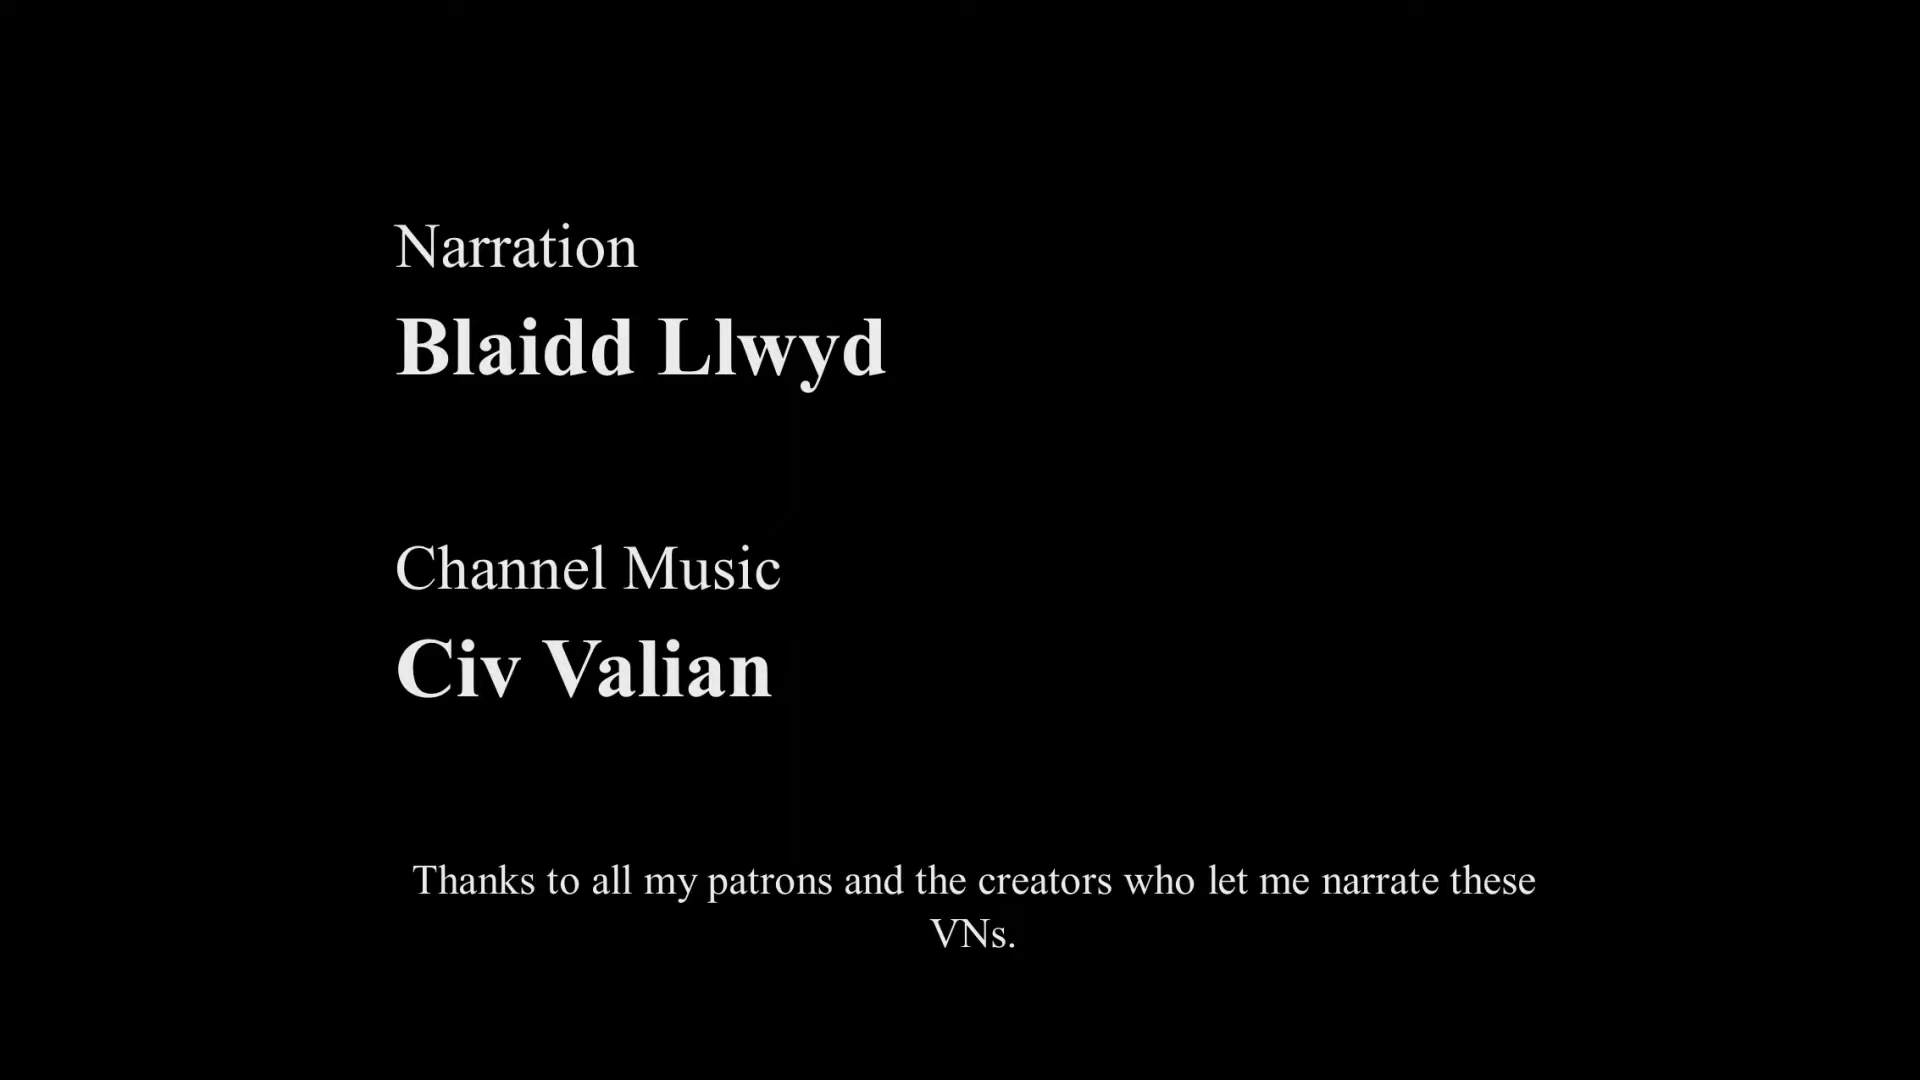 Narration
Blaidd Llwyd
Channel Music
Civ Valian
Thanks to all my patrons and the creators who let me narrate these
VNs.